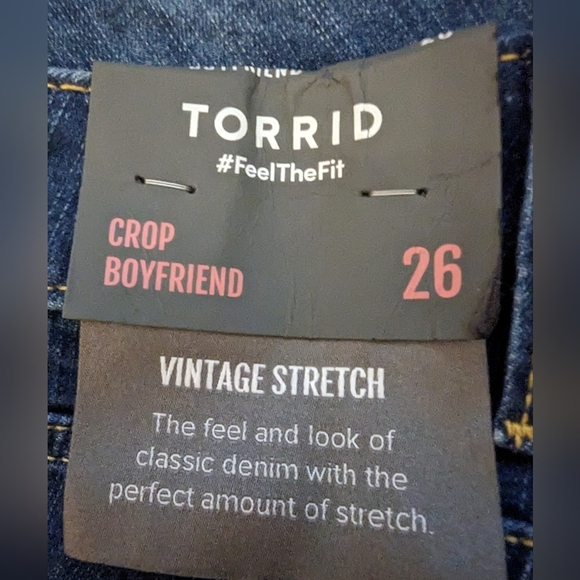 TORRID
#FeelTheFit
CROP
BOYFRIEND
26
VINTAGE STRETCH
The feel and look of
classic denim with the
perfect amount of stretch.